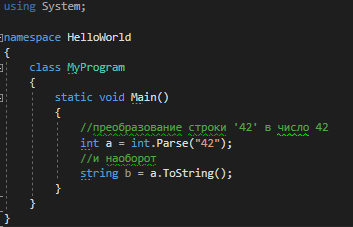 using System;
namespace HelloWorld
{
class MyProgram
{
static void Main()
{
//преобразование строки '42' в число 42
int a = int.Parse("42");
//и наоборот
string b = a.ToString();
}
}
}